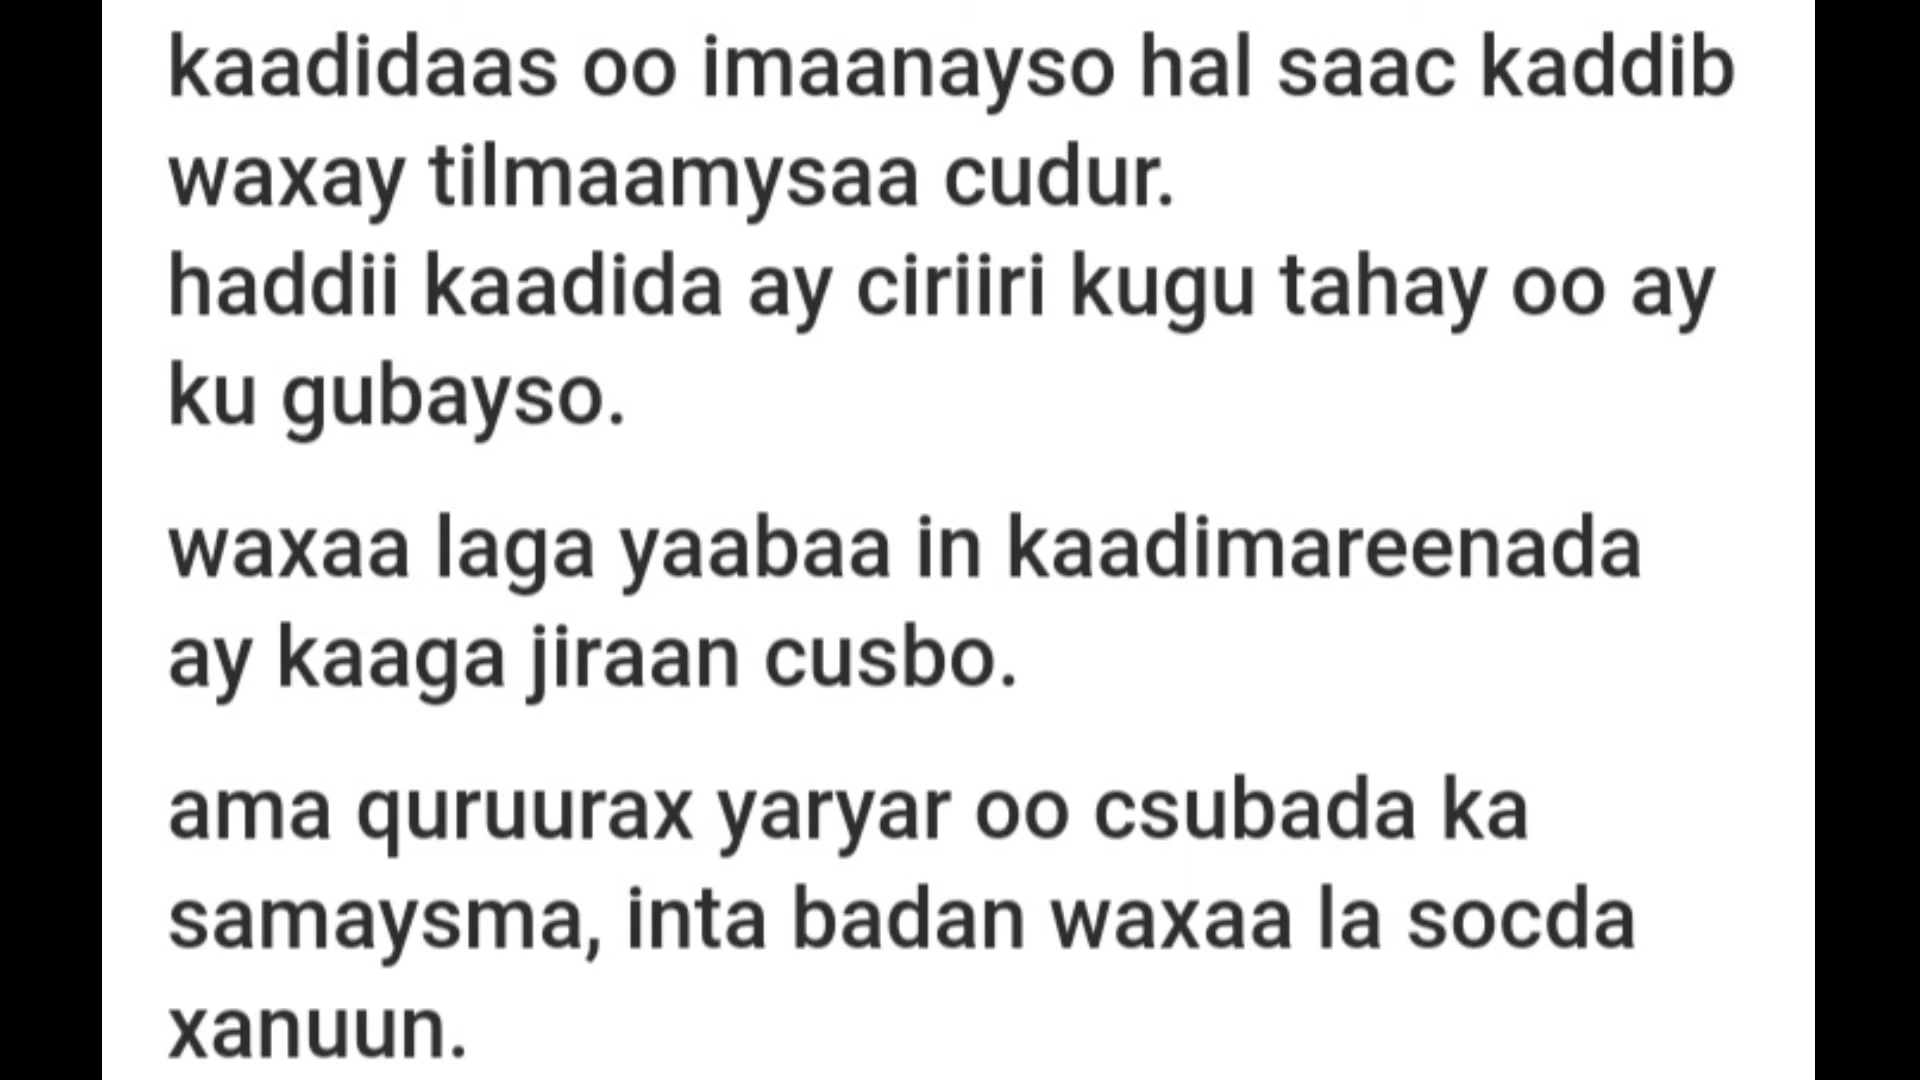 kaadidaas oo imaanayso hal saac kaddib
waxay tilmaamysaa cudur.
haddii kaadida ay ciriiri kugu tahay oo ay
ku gubayso.
waxaa laga yaabaa in kaadimareenada
ay kaaga jiraan cusbo.
ama quruurax yaryar oo csubada ka
samaysma, inta badan waxaa la socda
xanuun.